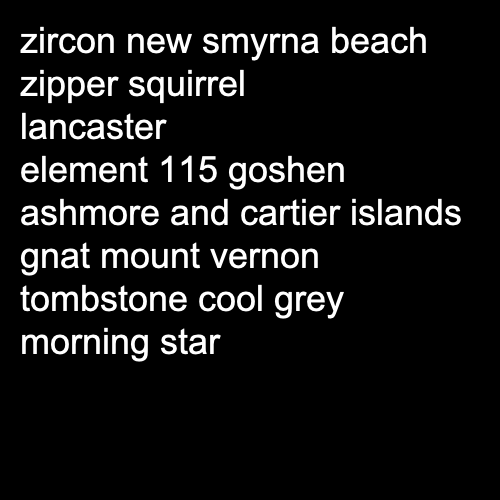 zircon new smyrna beach
zipper squirrel
lancaster
element 115 goshen
ashmore and cartier islands
gnat mount vernon
tombstone cool grey
morning star